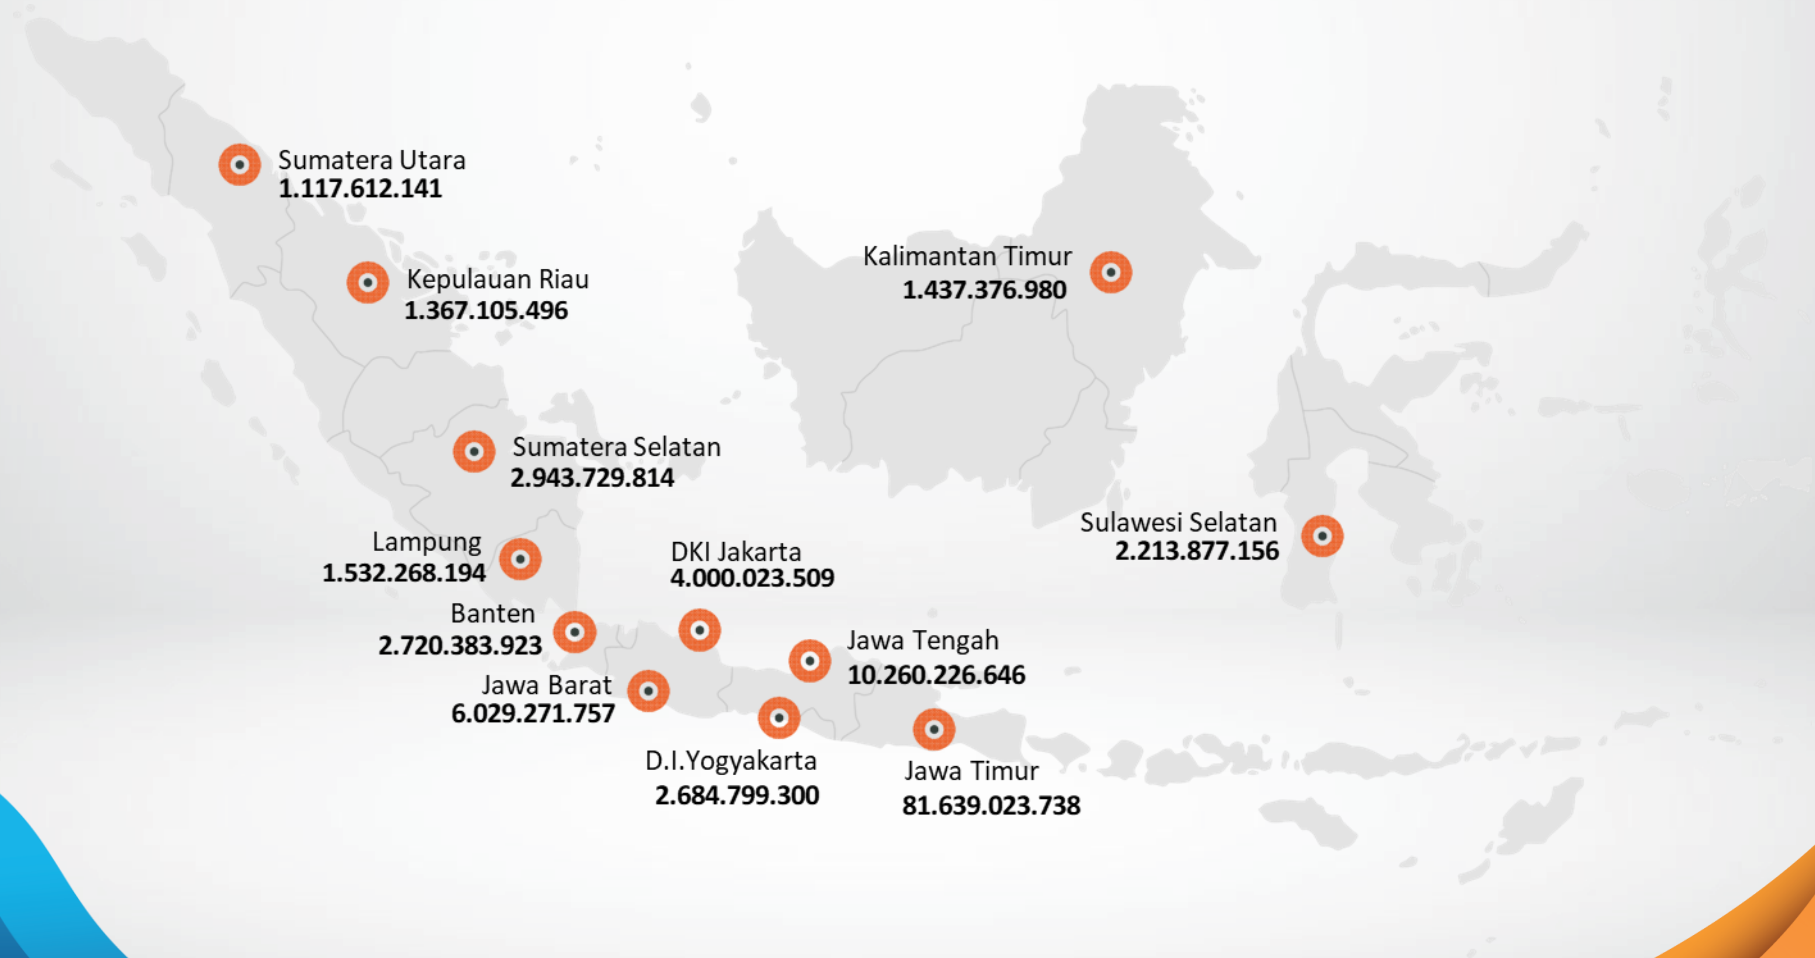 Sumatera Utara
1.117.612.141
Kepulauan Riau
1.367.105.496
Kalimantan Timur
1.437.376.980
Sumatera Selatan
2.943.729.814
Sulawesi Selatan
2.213.877.156
Lampung
1.532.268.194
DKI Jakarta
4.000.023.509
Banten
2.720.383.923
Jawa Tengah
10.260.226.646
Jawa Barat
6.029.271.757
D.I.Yogyakarta
2.684.799.300
Jawa Timur
81.639.023.738